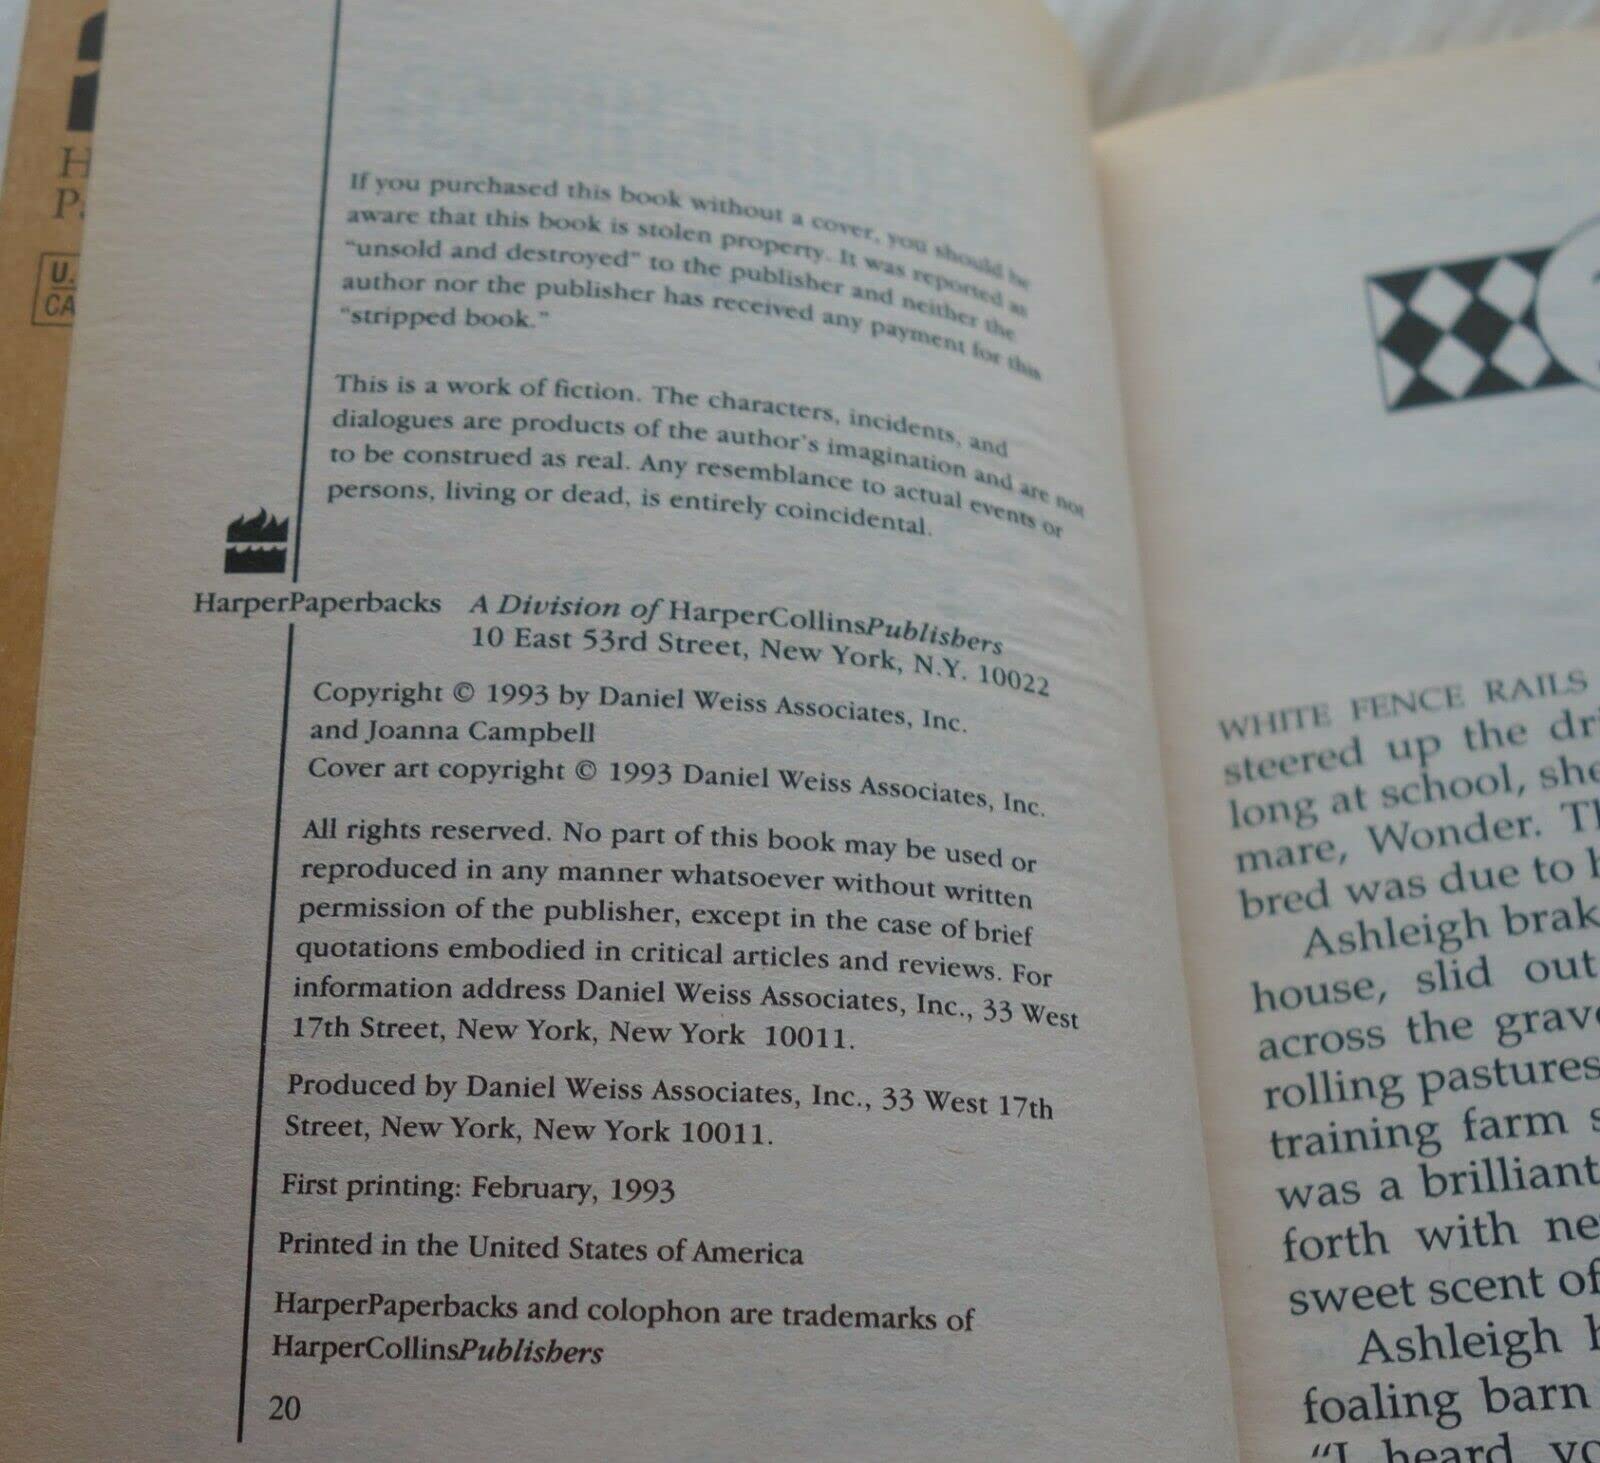 H
P
U.
CA
If you purchased this book without a cover, you should be
aware that this book is stolen property. It was reported as
"unsold and destroyed" to the publisher and neither the
author nor the publisher has received any payment for this
"stripped book."
This is a work of fiction. The characters, incidents, and
dialogues are products of the author's imagination and are not
to be construed as real. Any resemblance to actual events or
persons, living or dead, is entirely coincidental.
HarperPaperbacks A Division of HarperCollinsPublishers
10 East 53rd Street, New York, N.Y. 10022
Copyright © 1993 by Daniel Weiss Associates, Inc.
and Joanna Campbell
Cover art copyright © 1993 Daniel Weiss Associates, Inc.
All rights reserved. No part of this book may be used or
reproduced in any manner whatsoever without written
permission of the publisher, except in the case of brief
quotations embodied in critical articles and reviews. For
information address Daniel Weiss Associates, Inc., 33 West
17th Street, New York, New York 10011.
Produced by Daniel Weiss Associates, Inc., 33 West 17th
Street, New York, New York 10011.
First printing: February, 1993
Printed in the United States of America
HarperPaperbacks and colophon are trademarks of
HarperCollinsPublishers
20
WHITE FENCE RAILS
steered up the dri
long at school, she
mare, Wonder. Th
bred was due to h
Ashleigh brak
house, slid out
across the grav
rolling pastures
training farm s
was a brilliant
forth with ne
sweet scent of
Ashleigh h
foaling barn
"I heard yo